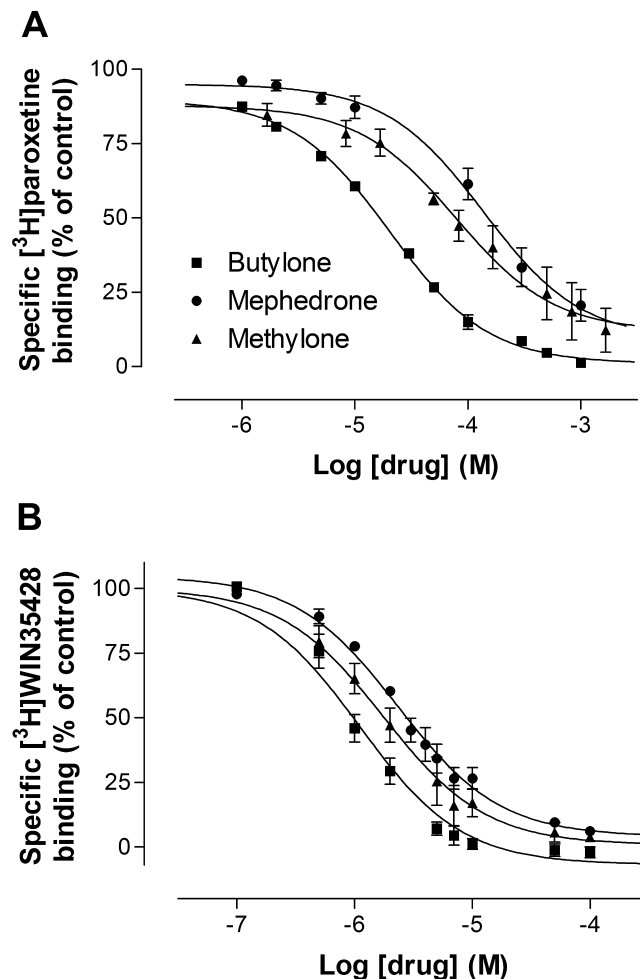 A
Specific [³H]paroxetine
binding (% of control)
100
75
50
25
0
Butylone
Mephedrone
Methylone
-6
-5
-4
-3
Log [drug] (M)
B
Specific [³H]WIN35428
binding (% of control)
100
75
50
25
0
-7
-6
-5
-4
Log [drug] (M)